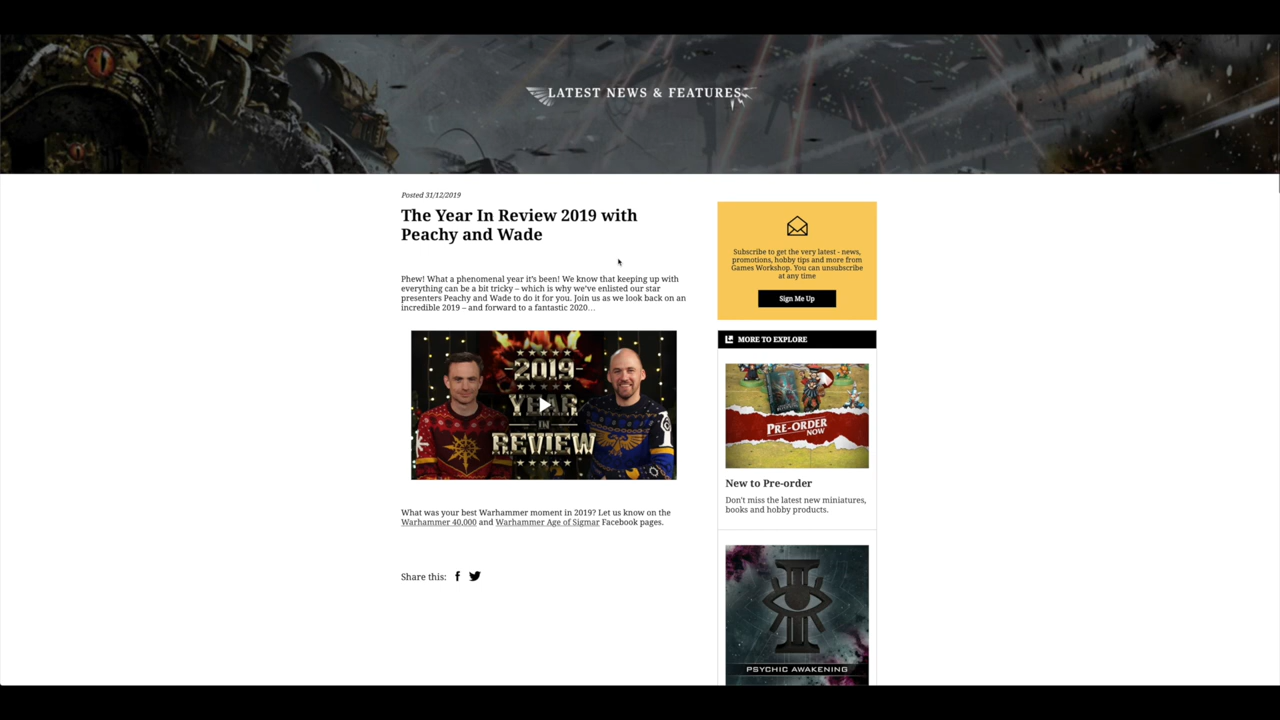 LATEST NEWS & FEATURES
Posted 31/12/2019
The Year In Review 2019 with
Peachy and Wade
Phew! What a phenomenal year it's been! We know that keeping up with
everything can be a bit tricky – which is why we've enlisted our star
presenters Peachy and Wade to do it for you. Join us as we look back on an
incredible 2019 – and forward to a fantastic 2020…
2019
YEAR
IN
REVIEW
What was your best Warhammer moment in 2019? Let us know on the
Warhammer 40,000 and Warhammer Age of Sigmar Facebook pages.
Share this:
Subscribe to get the very latest - news,
promotions, hobby tips and more from
Games Workshop. You can unsubscribe
at any time
Sign Me Up
MORE TO EXPLORE
PRE-ORDER
NOW
New to Pre-order
Don't miss the latest new miniatures,
books and hobby products.
PSYCHIC AWAKENING